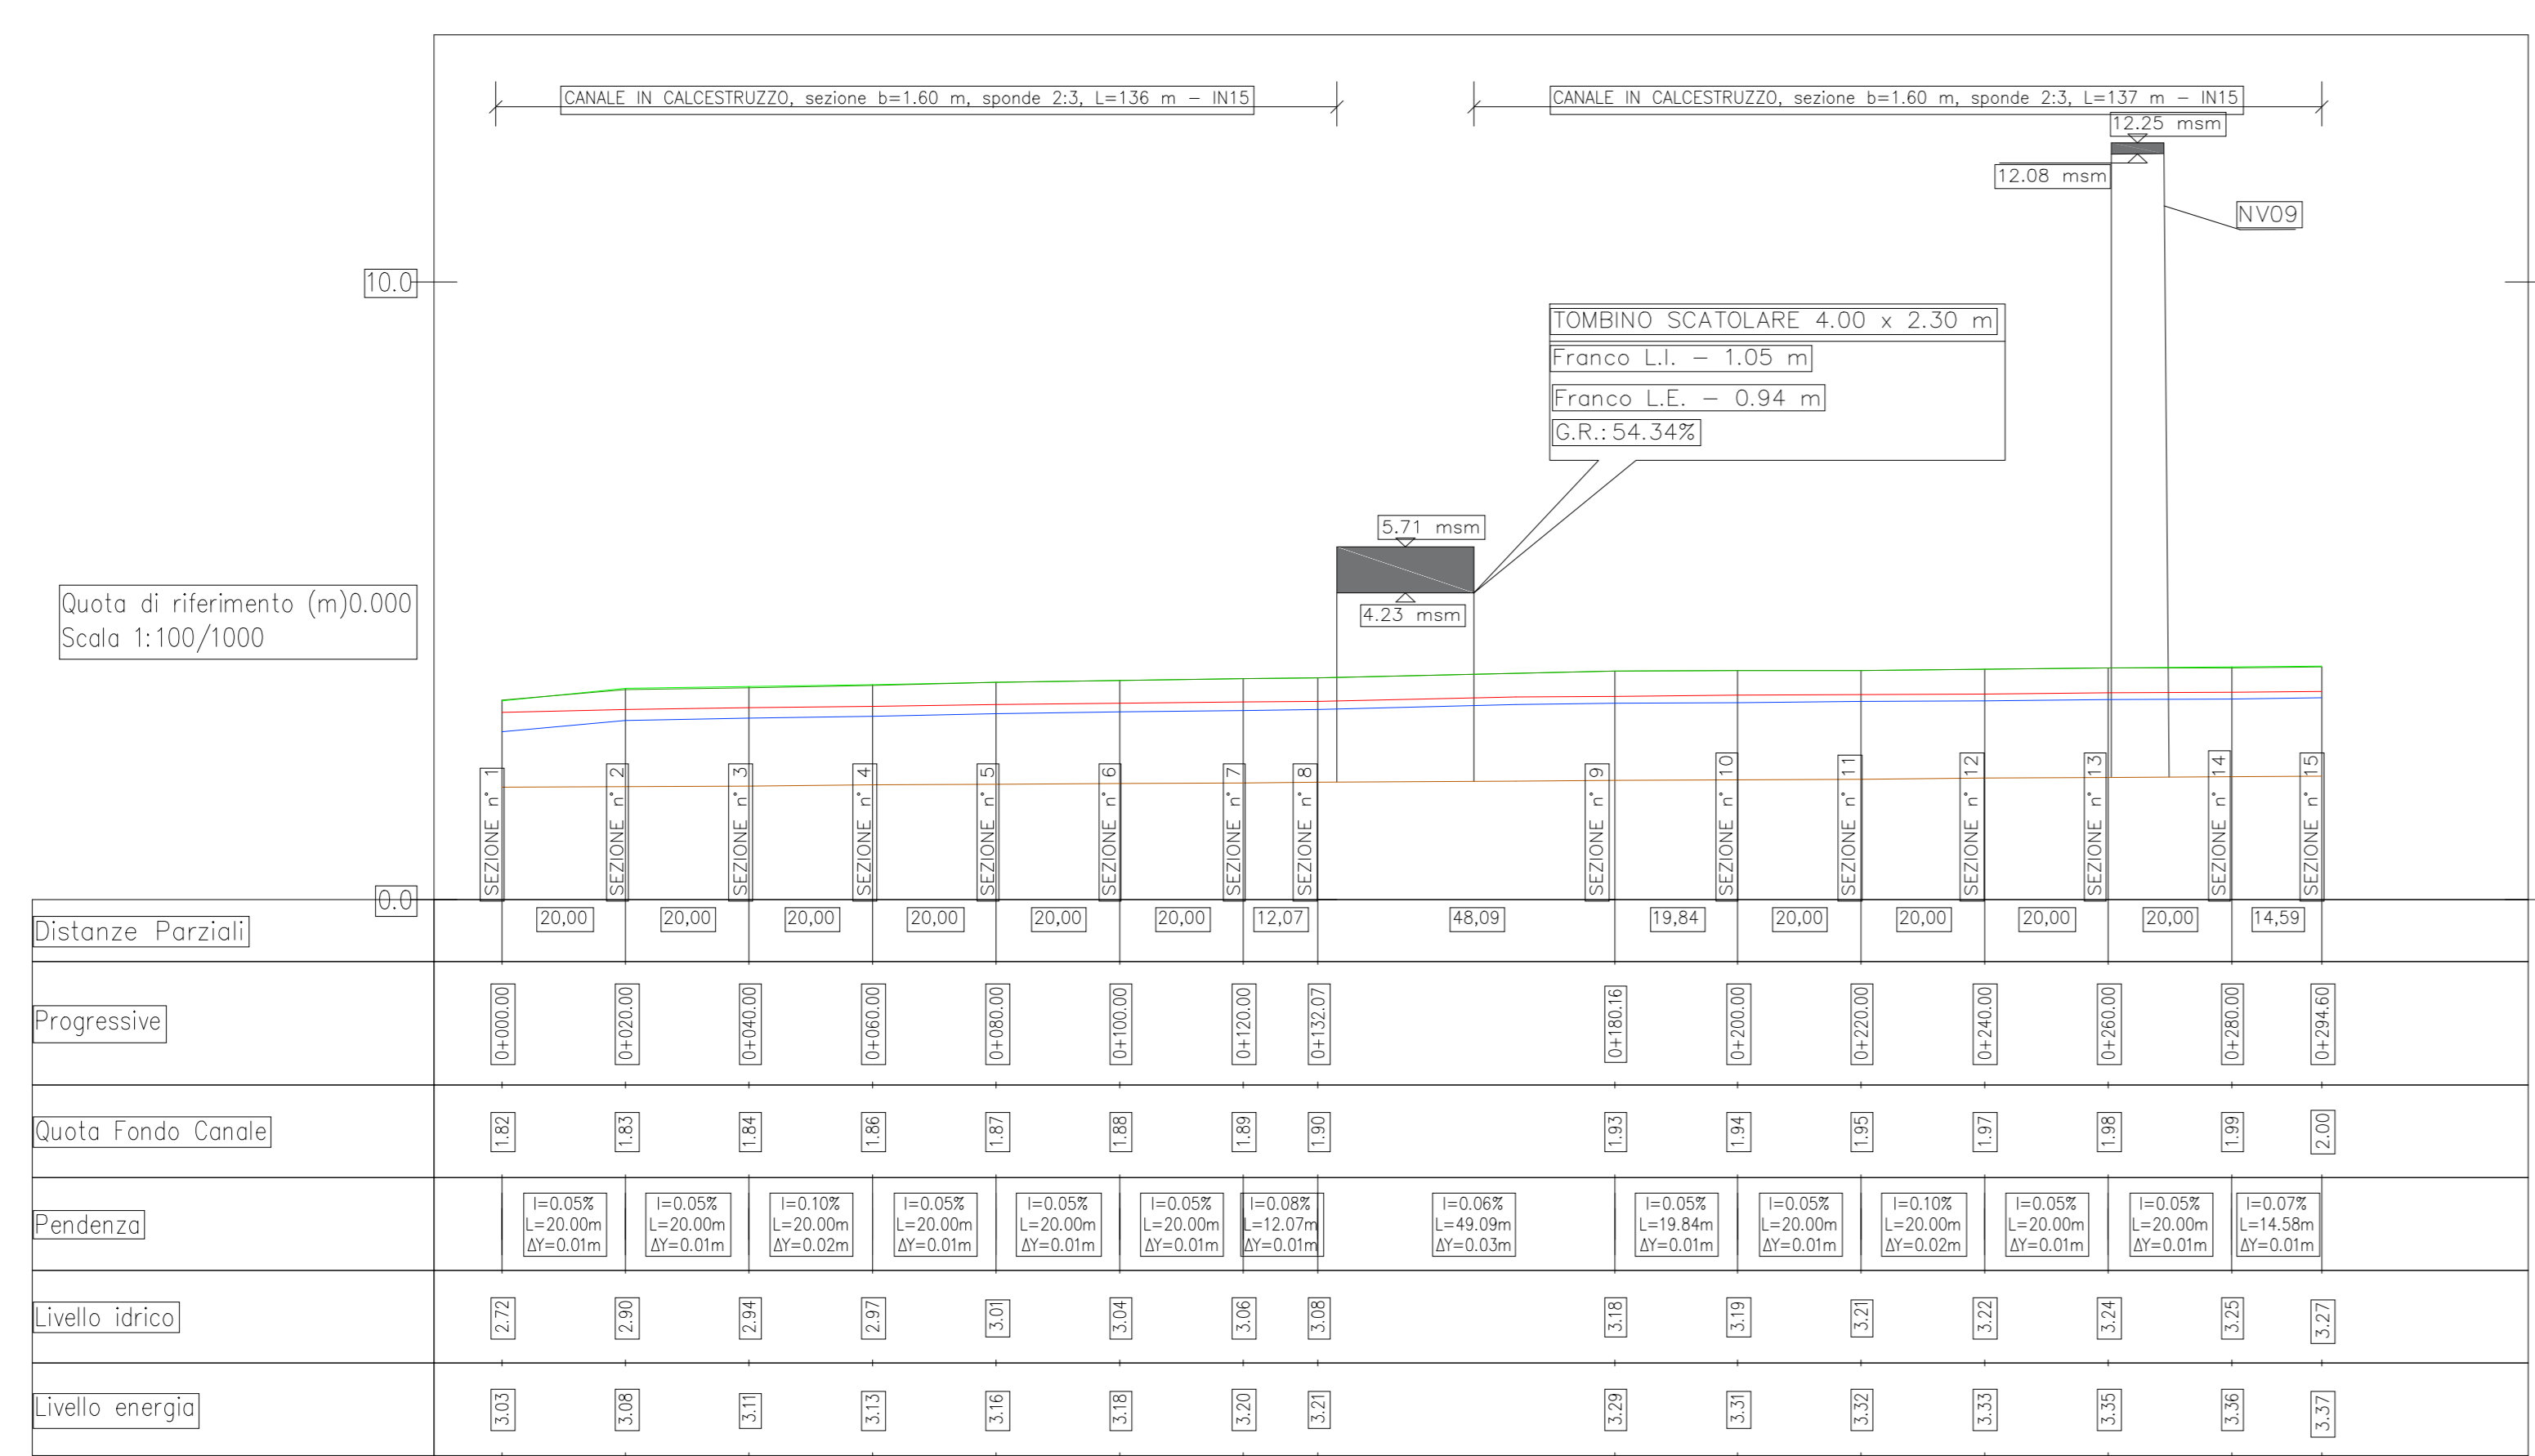 CANALE IN CALCESTRUZZO, sezione b=1.60 m, sponde 2:3, L=136 m – IN15
CANALE IN CALCESTRUZZO, sezione b=1.60 m, sponde 2:3, L=137 m – IN15
12.25 msm
12.08 msm
NV09
10.0
TOMBINO SCATOLARE 4.00 x 2.30 m
Franco L.I. – 1.05 m
Franco L.E. – 0.94 m
G.R.: 54.34%
5.71 msm
4.23 msm
Quota di riferimento (m)0.000
Scala 1:100/1000
SEZIONE n° 1
SEZIONE n° 2
SEZIONE n° 3
SEZIONE n° 4
SEZIONE n° 5
SEZIONE n° 6
SEZIONE n° 7
SEZIONE n° 8
SEZIONE n° 9
SEZIONE n° 10
SEZIONE n° 11
SEZIONE n° 12
SEZIONE n° 13
SEZIONE n° 14
SEZIONE n° 15
0.0
Distanze Parziali 20,00 20,00 20,00 20,00 20,00 20,00 12,07 48,09 19,84 20,00 20,00 20,00 20,00 14,59
Progressive 0+000.00 0+020.00 0+040.00 0+060.00 0+080.00 0+100.00 0+120.00 0+132.07 0+180.16 0+200.00 0+220.00 0+240.00 0+260.00 0+280.00 0+294.60
Quota Fondo Canale 1.82 1.83 1.84 1.86 1.87 1.88 1.89 1.90 1.93 1.94 1.95 1.97 1.98 1.99 2.00
Pendenza
I=0.05% I=0.05% I=0.10% I=0.05% I=0.05% I=0.05% I=0.08% I=0.06% I=0.05% I=0.05% I=0.10% I=0.05% I=0.05% I=0.07%
L=20.00m L=20.00m L=20.00m L=20.00m L=20.00m L=20.00m L=12.07m L=49.09m L=19.84m L=20.00m L=20.00m L=20.00m L=20.00m L=14.58m
ΔY=0.01m ΔY=0.01m ΔY=0.02m ΔY=0.01m ΔY=0.01m ΔY=0.01m ΔY=0.01m ΔY=0.03m ΔY=0.01m ΔY=0.01m ΔY=0.02m ΔY=0.01m ΔY=0.01m ΔY=0.01m
Livello idrico 2.72 2.90 2.94 2.97 3.01 3.04 3.06 3.08 3.18 3.19 3.21 3.22 3.24 3.25 3.27
Livello energia 3.03 3.08 3.11 3.13 3.16 3.18 3.20 3.21 3.29 3.31 3.32 3.33 3.35 3.36 3.37